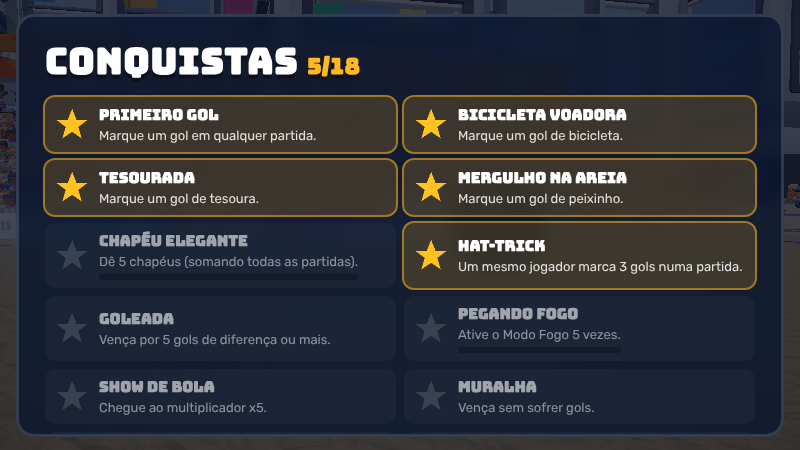 CONQUISTAS 5/18
PRIMEIRO GOL
Marque um gol em qualquer partida.
BICICLETA VOADORA
Marque um gol de bicicleta.
TESOURADA
Marque um gol de tesoura.
MERGULHO NA AREIA
Marque um gol de peixinho.
CHAPÉU ELEGANTE
Dê 5 chapéus (somando todas as partidas).
HAT-TRICK
Um mesmo jogador marca 3 gols numa partida.
GOLEADA
Vença por 5 gols de diferença ou mais.
PEGANDO FOGO
Ative o Modo Fogo 5 vezes.
SHOW DE BOLA
Chegue ao multiplicador x5.
MURALHA
Vença sem sofrer gols.